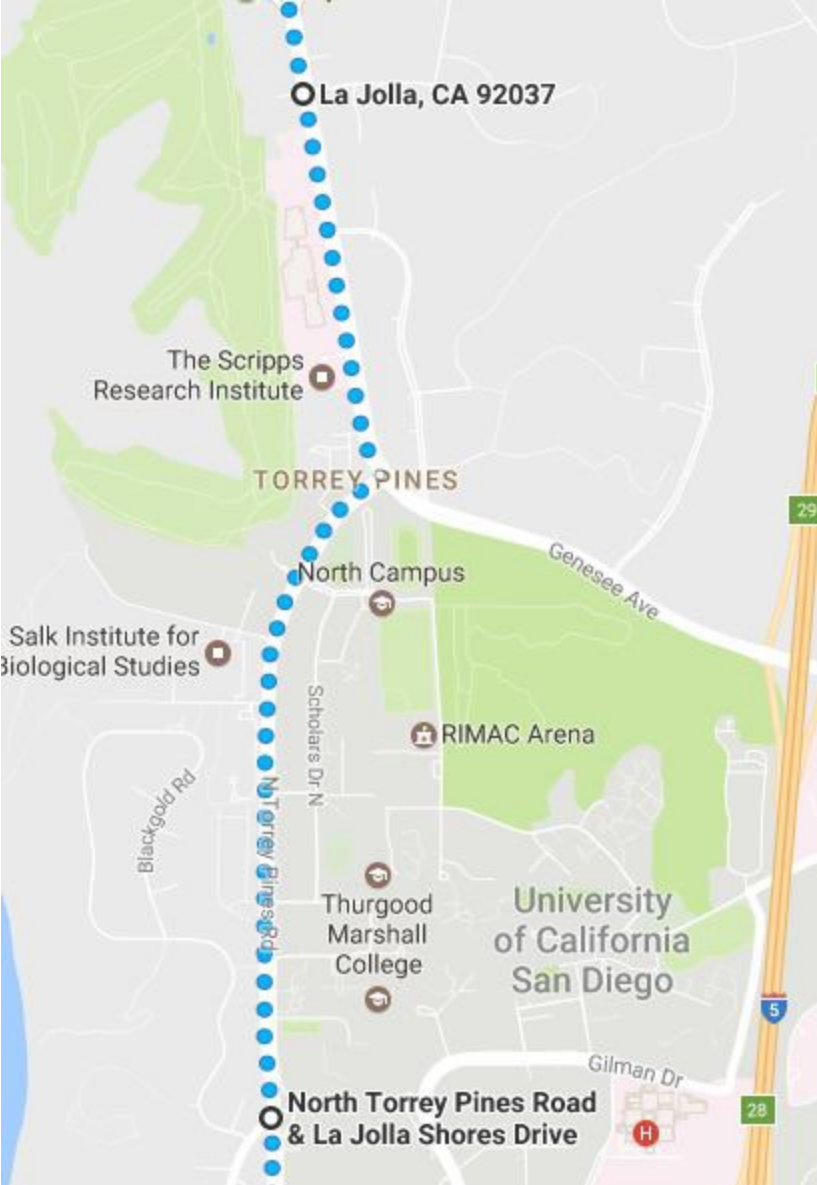 La Jolla, CA 92037
The Scripps
Research Institute
TORREY PINES
Genesee Ave
29
North Campus
Salk Institute for
Biological Studies
Scholars Dr N
RIMAC Arena
N Torrey Pines Rd
Blackgold Rd
Thurgood
Marshall
College
University
of California
San Diego
5
Gilman Dr
North Torrey Pines Road
& La Jolla Shores Drive
28
H